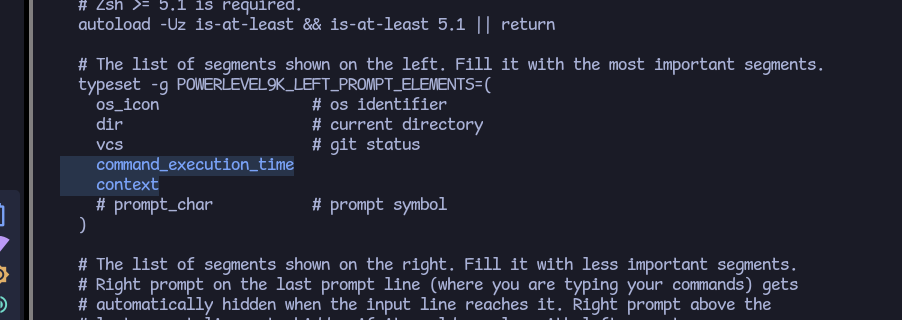 # Zsh >= 5.1 is required.
autoload -Uz is-at-least && is-at-least 5.1 || return
# The list of segments shown on the left. Fill it with the most important segments.
typeset -g POWERLEVEL9K_LEFT_PROMPT_ELEMENTS=(
os_icon # os identifier
dir # current directory
vcs # git status
command_execution_time
context
# prompt_char # prompt symbol
)
# The list of segments shown on the right. Fill it with less important segments.
# Right prompt on the last prompt line (where you are typing your commands) gets
# automatically hidden when the input line reaches it. Right prompt above the